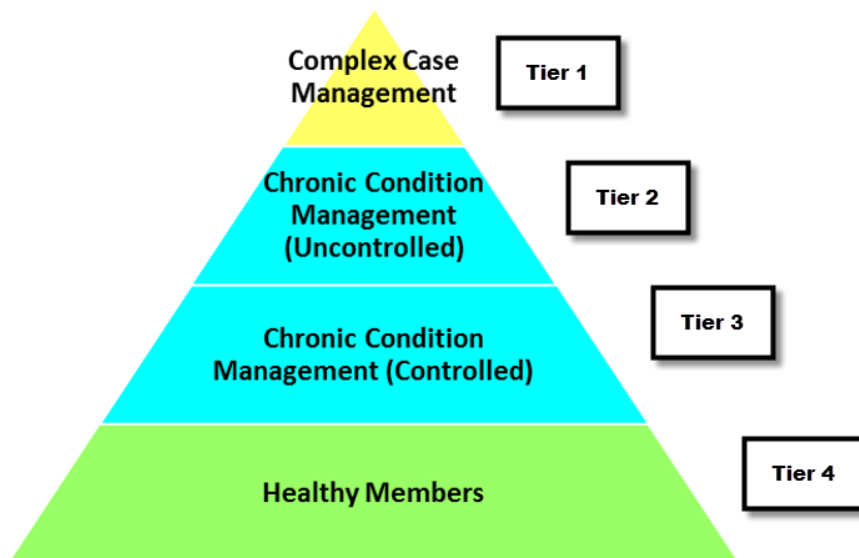 Complex Case
Management
Tier 1
Chronic Condition
Management
(Uncontrolled)
Tier 2
Chronic Condition
Management (Controlled)
Tier 3
Healthy Members
Tier 4